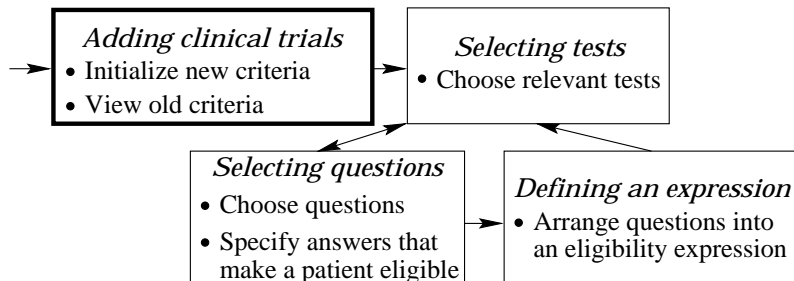 Adding clinical trials
• Initialize new criteria
• View old criteria
Selecting tests
• Choose relevant tests
Selecting questions
• Choose questions
• Specify answers that
make a patient eligible
Defining an expression
• Arrange questions into
an eligibility expression